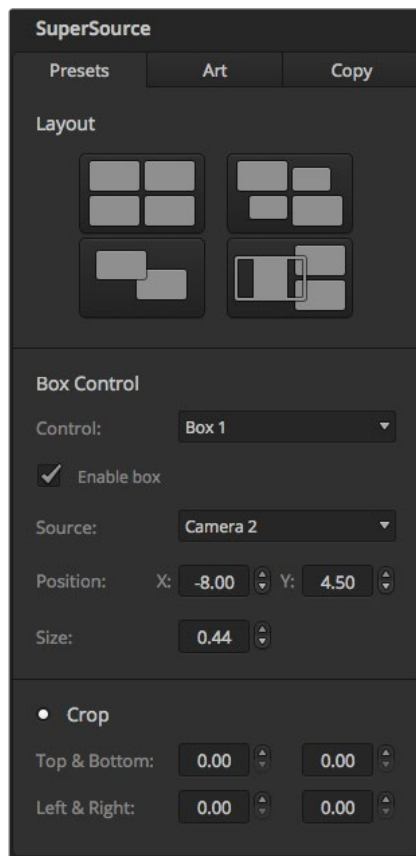 SuperSource
Presets Art Copy
Layout
Box Control
Control: Box 1
Enable box
Source: Camera 2
Position: X: -8.00 Y: 4.50
Size: 0.44
Crop
Top & Bottom: 0.00 0.00
Left & Right: 0.00 0.00